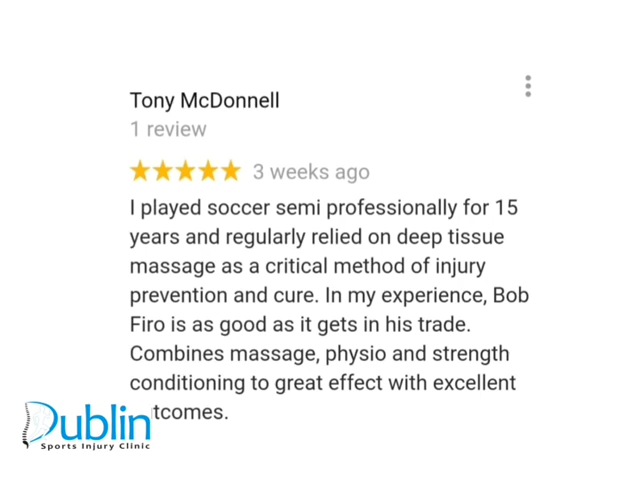 Tony McDonnell
1 review
3 weeks ago
I played soccer semi professionally for 15
years and regularly relied on deep tissue
massage as a critical method of injury
prevention and cure. In my experience, Bob
Firo is as good as it gets in his trade.
Combines massage, physio and strength
conditioning to great effect with excellent
tcomes.
Dublin
Sports Injury Clinic